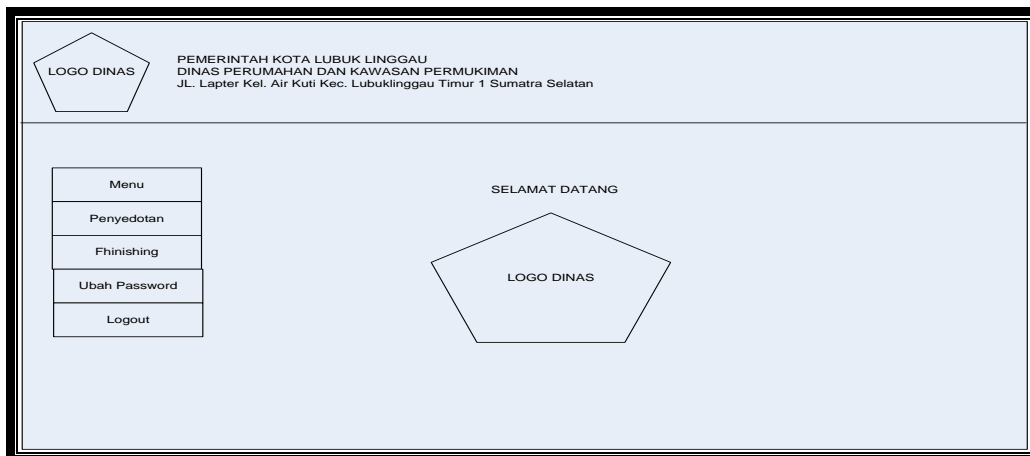 LOGO DINAS
PEMERINTAH KOTA LUBUK LINGGAU
DINAS PERUMAHAN DAN KAWASAN PERMUKIMAN
JL. Lapter Kel. Air Kuti Kec. Lubuklinggau Timur 1 Sumatra Selatan
Menu
Penyedotan
Fhinishing
Ubah Password
Logout
SELAMAT DATANG
LOGO DINAS